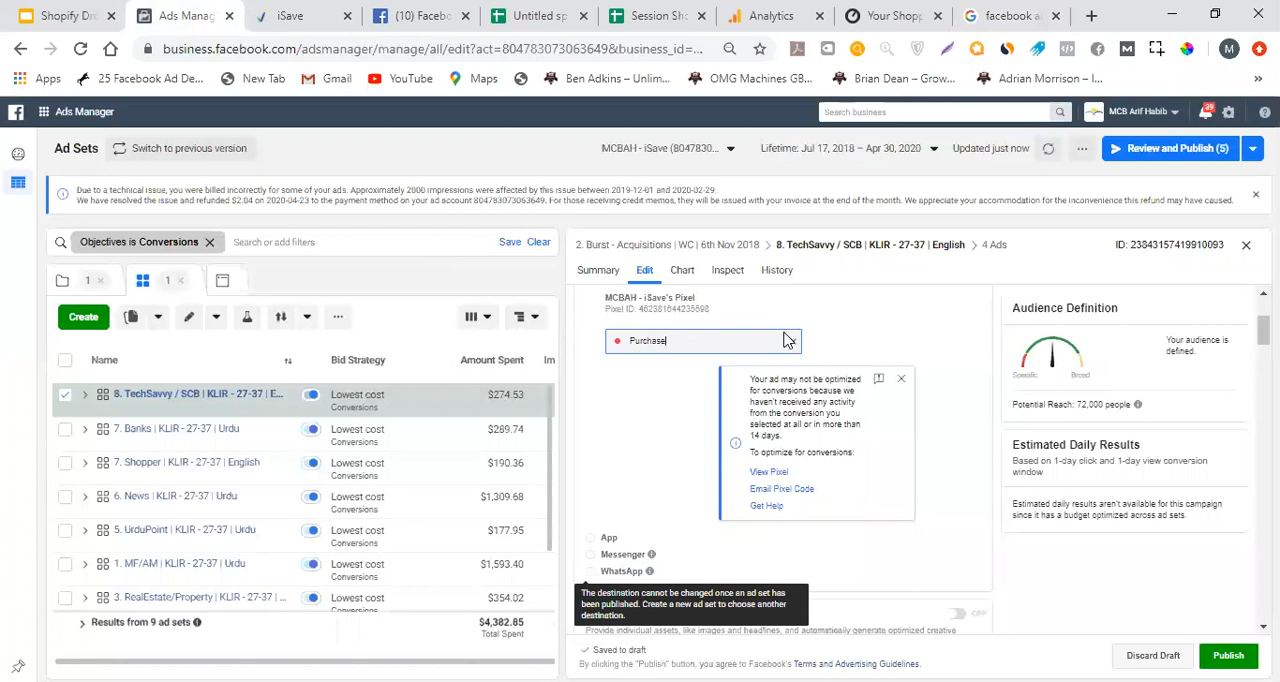 Shopify Dr
Ads Manag
iSave
(10) Facebo
Untitled sp
Session Sho
Analytics
Your Shopp
facebook a
business.facebook.com/adsmanager/manage/all/edit?act=804783073063649&business_id=...
M
Apps
25 Facebook Ad De...
New Tab
Gmail
YouTube
Maps
Ben Adkins – Unlim...
OMG Machines GB...
Brian Dean – Grow...
Adrian Morrison – I...
»
Ads Manager
Search business
MCB Arif Habib
29
Ad Sets
Switch to previous version
MCBAH - iSave (8047830...
Lifetime: Jul 17, 2018 – Apr 30, 2020
Updated just now
Review and Publish (5)
Due to a technical issue, you were billed incorrectly for some of your ads. Approximately 2000 impressions were affected by this issue between 2019-12-01 and 2020-02-29.
We have resolved the issue and refunded $2.04 on 2020-04-23 to the payment method on your ad account 804783073063649. For those receiving credit memos, they will be issued with your invoice at the end of the month. We appreciate your accommodation for the inconvenience this refund may have caused.
Objectives is Conversions
Search or add filters
Save Clear
2. Burst - Acquisitions | WC | 6th Nov 2018 > 8. TechSavvy / SCB | KLIR - 27-37 | English > 4 Ads
ID: 23843157419910093
Summary
Edit
Chart
Inspect
History
1
1
Create
Name
Bid Strategy
Amount Spent
Im
8. TechSavvy / SCB | KLIR - 27-37 | E...
Lowest cost
Conversions
$274.53
7. Banks | KLIR - 27-37 | Urdu
Lowest cost
Conversions
$289.74
7. Shopper | KLIR - 27-37 | English
Lowest cost
Conversions
$190.36
6. News | KLIR - 27-37 | Urdu
Lowest cost
Conversions
$1,309.68
5. UrduPoint | KLIR - 27-37 | Urdu
Lowest cost
Conversions
$177.95
1. MF/AM | KLIR - 27-37 | Urdu
Lowest cost
Conversions
$1,593.40
3. RealEstate/Property | KLIR - 27-37 | ...
Lowest cost
Conversions
$354.02
Results from 9 ad sets
$4,382.85
Total Spent
MCBAH - iSave's Pixel
Pixel ID: 462381644235598
Purchase
Your ad may not be optimized
for conversions because we
haven't received any activity
from the conversion you
selected at all or in more than
14 days.
To optimize for conversions:
View Pixel
Email Pixel Code
Get Help
App
Messenger
WhatsApp
The destination cannot be changed once an ad set has
been published. Create a new ad set to choose another
destination.
OFF
Provide individual assets, like images and headlines, and automatically generate optimized creative
Audience Definition
Specific
Broad
Your audience is
defined.
Potential Reach: 72,000 people
Estimated Daily Results
Based on 1-day click and 1-day view conversion
window
Estimated daily results aren't available for this campaign
since it has a budget optimized across ad sets.
Saved to draft
By clicking the "Publish" button, you agree to Facebook's Terms and Advertising Guidelines.
Discard Draft
Publish